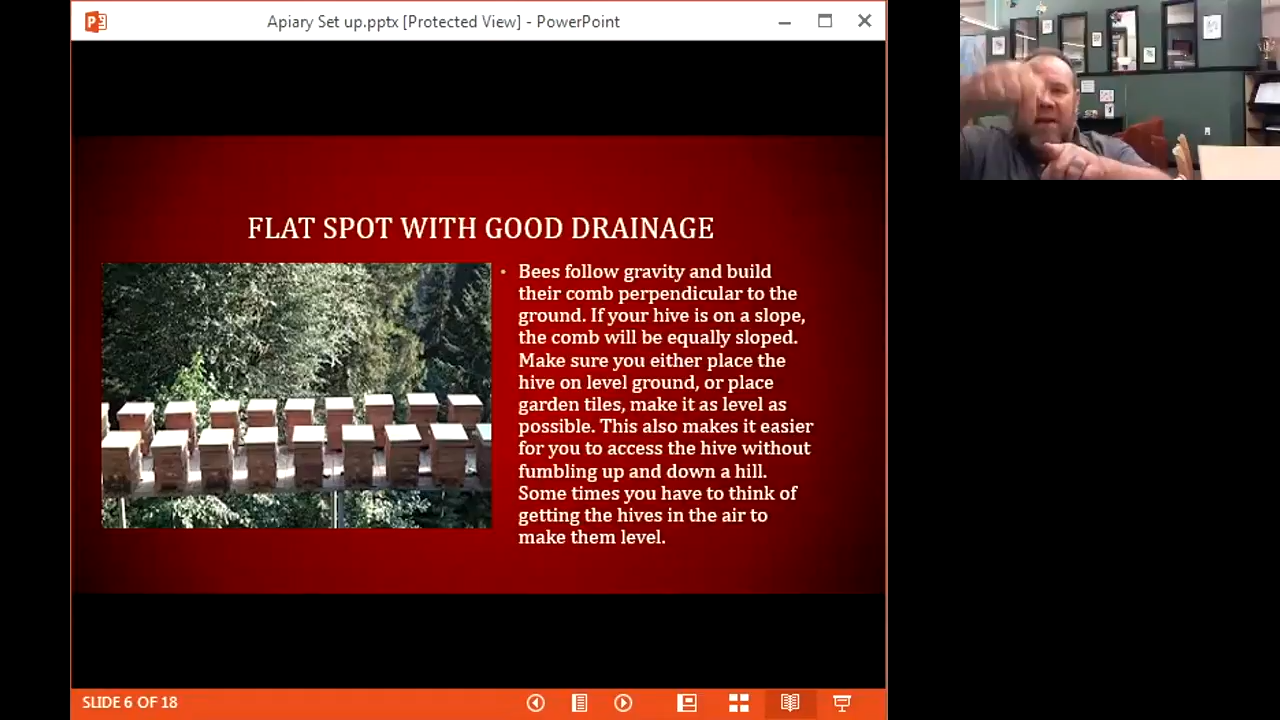 Apiary Set up.pptx [Protected View] - PowerPoint
FLAT SPOT WITH GOOD DRAINAGE
• Bees follow gravity and build
their comb perpendicular to the
ground. If your hive is on a slope,
the comb will be equally sloped.
Make sure you either place the
hive on level ground, or place
garden tiles, make it as level as
possible. This also makes it easier
for you to access the hive without
fumbling up and down a hill.
Some times you have to think of
getting the hives in the air to
make them level.
SLIDE 6 OF 18